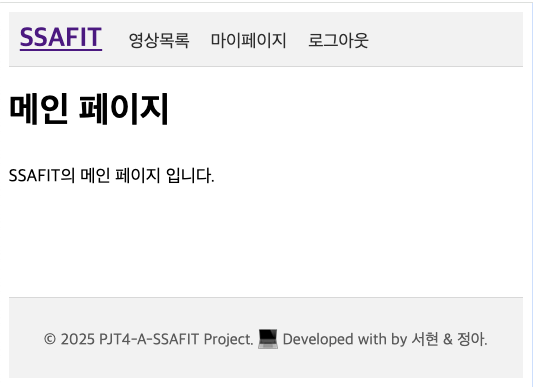 SSAFIT 영상목록 마이페이지 로그아웃
메인 페이지
SSAFIT의 메인 페이지 입니다.
© 2025 PJT4-A-SSAFIT Project. 💻 Developed with by 서현 & 정아.